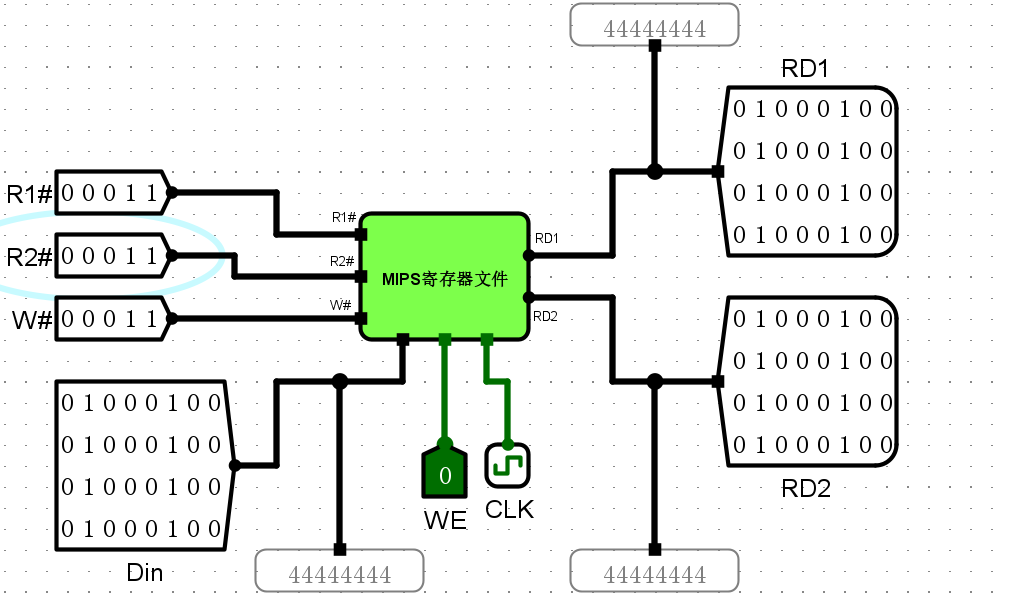 44444444
RD1
0 1 0 0 0 1 0 0
0 1 0 0 0 1 0 0
0 1 0 0 0 1 0 0
0 1 0 0 0 1 0 0
R1# 0 0 0 1 1
R2# 0 0 0 1 1
W# 0 0 0 1 1
R1#
R2#
W#
MIPS寄存器文件
RD1
RD2
0 1 0 0 0 1 0 0
0 1 0 0 0 1 0 0
0 1 0 0 0 1 0 0
0 1 0 0 0 1 0 0
RD2
0 1 0 0 0 1 0 0
0 1 0 0 0 1 0 0
0 1 0 0 0 1 0 0
0 1 0 0 0 1 0 0
Din
0
WE
CLK
44444444
44444444